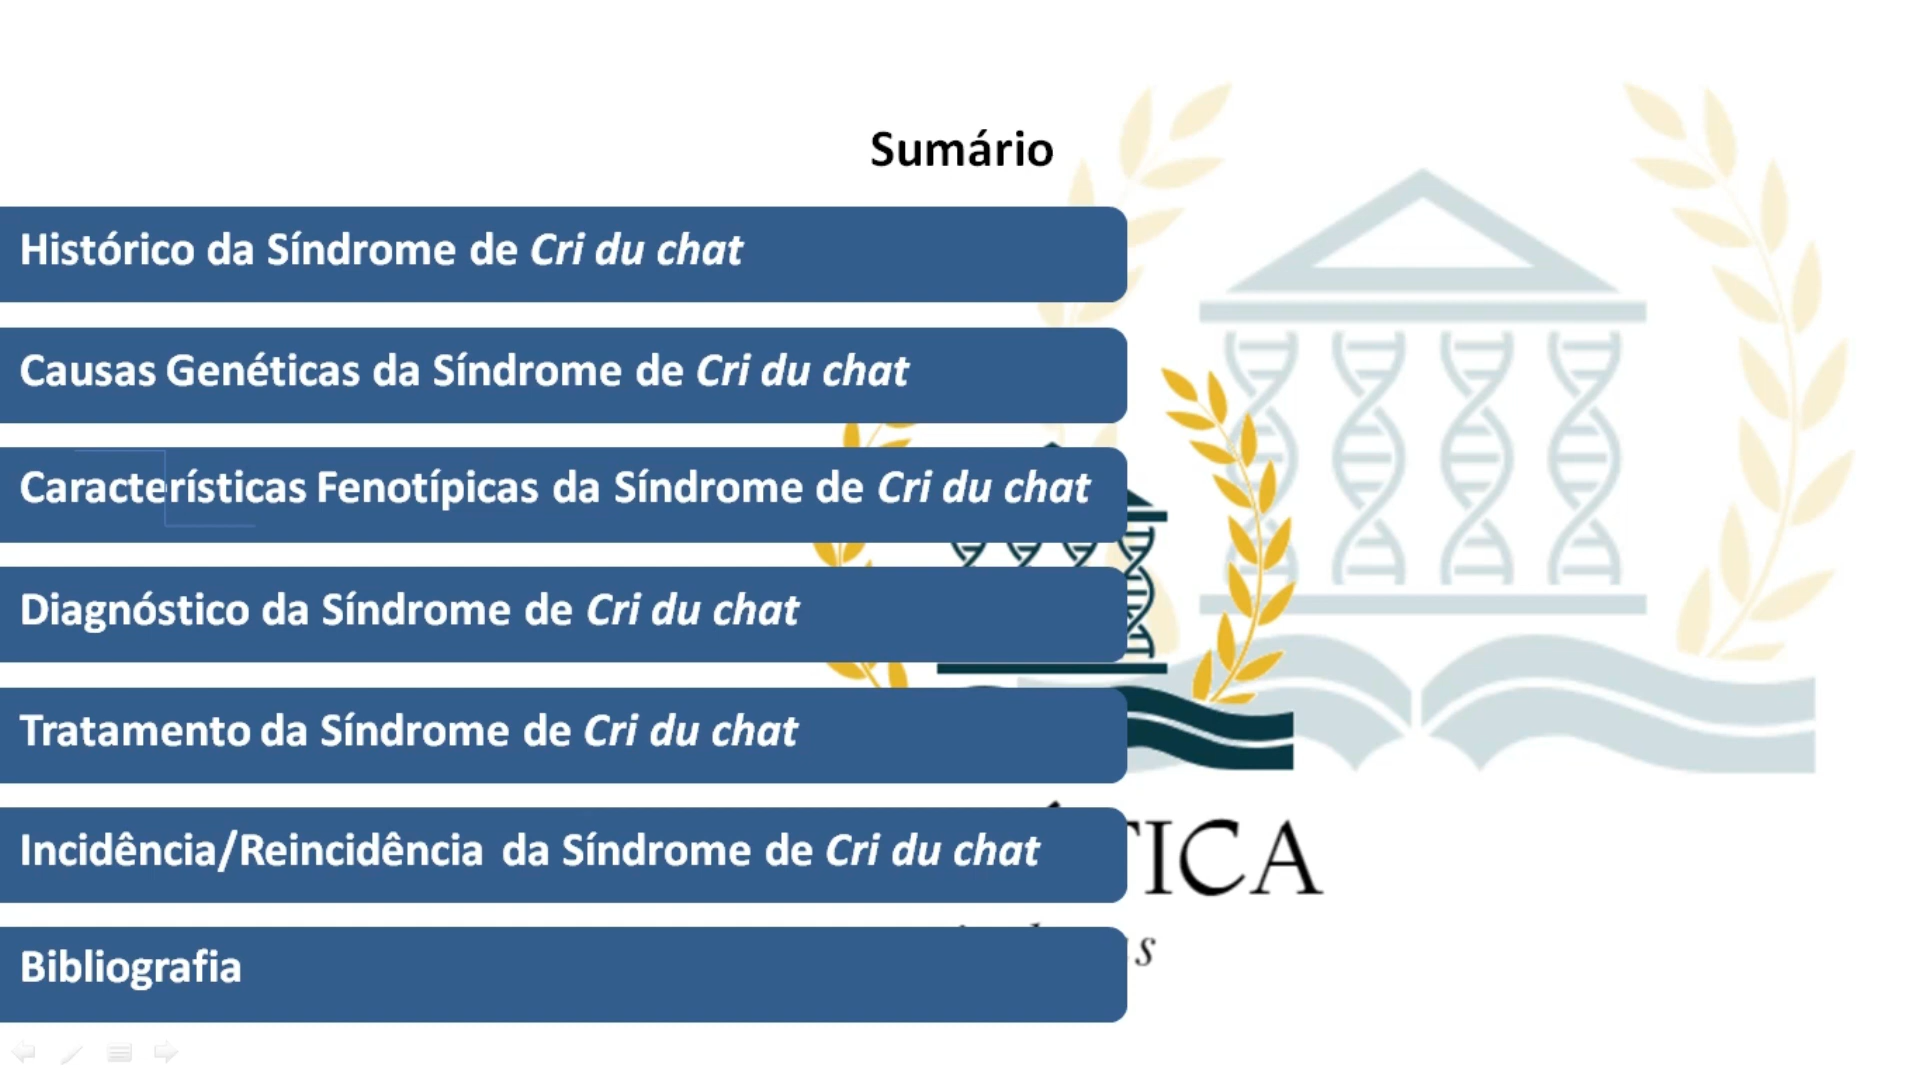 Sumário
Histórico da Síndrome de Cri du chat
Causas Genéticas da Síndrome de Cri du chat
Características Fenotípicas da Síndrome de Cri du chat
Diagnóstico da Síndrome de Cri du chat
Tratamento da Síndrome de Cri du chat
Incidência/Reincidência da Síndrome de Cri du chat
Bibliografia